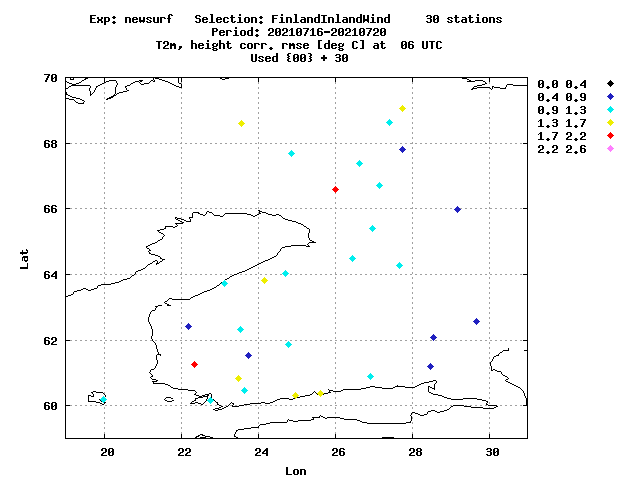 Exp: newsurf Selection: FinlandInlandWind 30 stations
Period: 20210716-20210720
T2m, height corr. rmse [deg C] at 06 UTC
Used {00} + 30
0.0 0.4
0.4 0.9
0.9 1.3
1.3 1.7
1.7 2.2
2.2 2.6
70
68
66
64
62
60
Lat
20 22 24 26 28 30
Lon